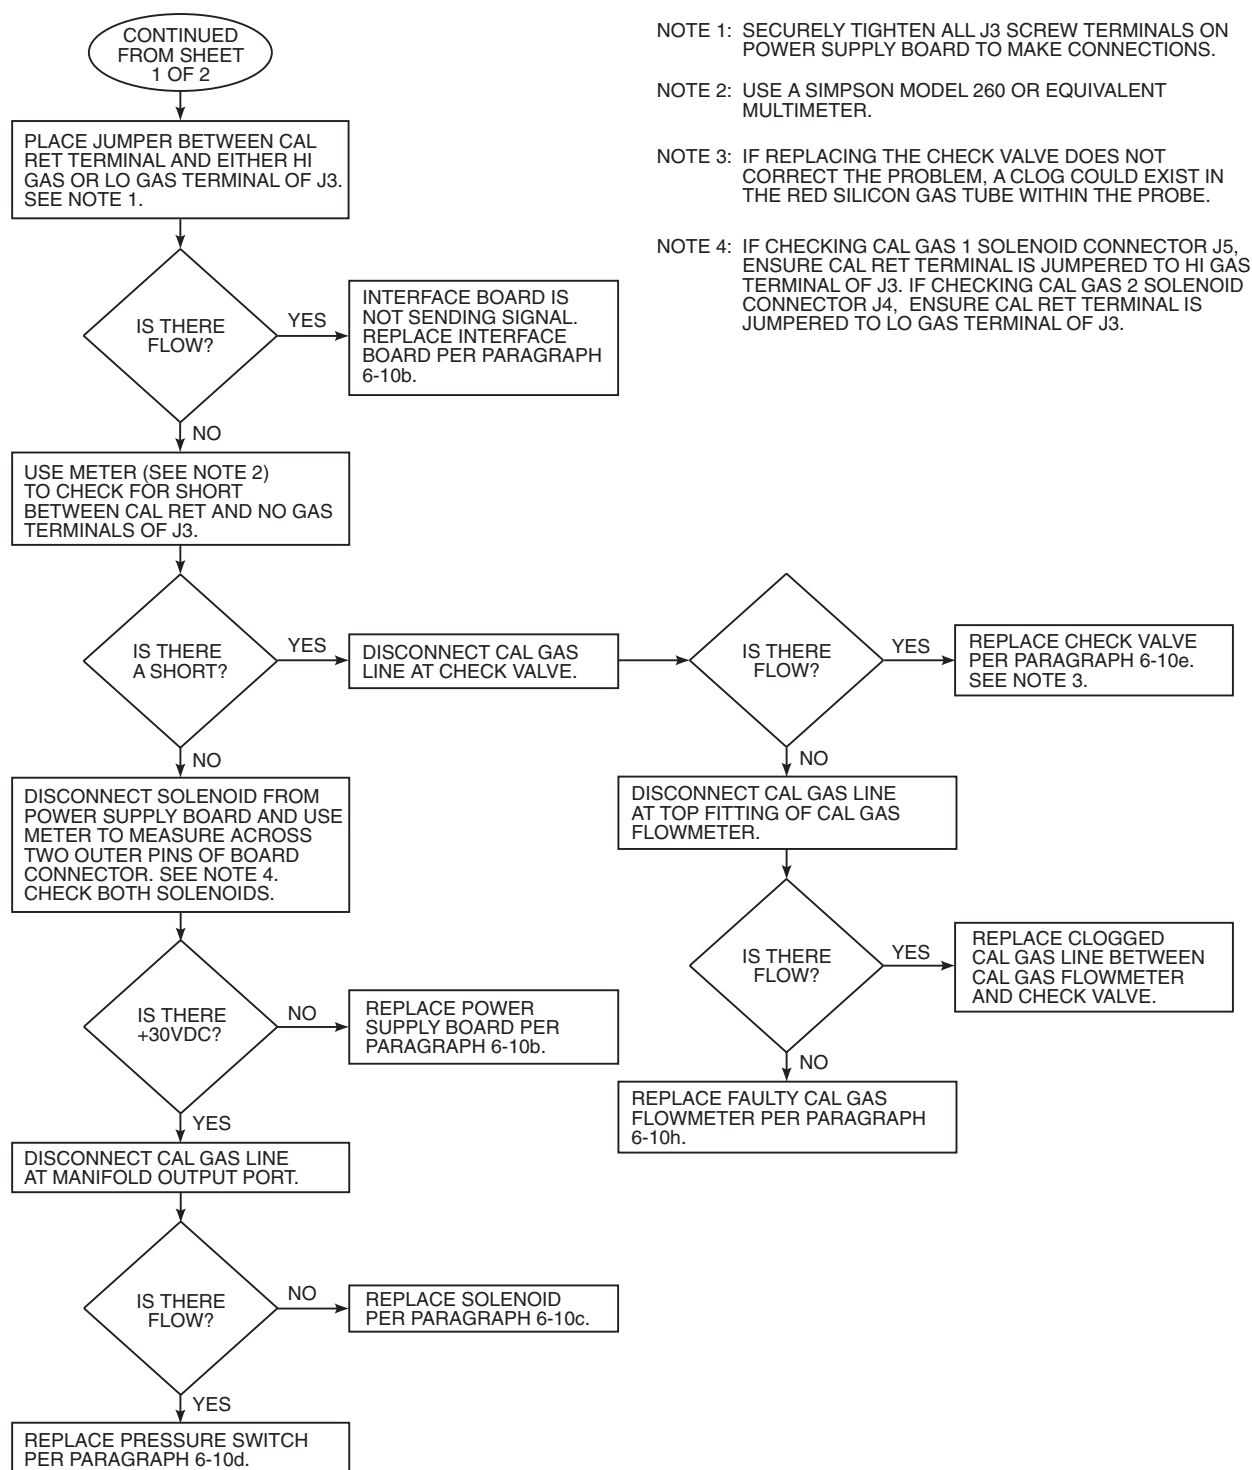 CONTINUED
FROM SHEET
1 OF 2
NOTE 1: SECURELY TIGHTEN ALL J3 SCREW TERMINALS ON
POWER SUPPLY BOARD TO MAKE CONNECTIONS.
NOTE 2: USE A SIMPSON MODEL 260 OR EQUIVALENT
MULTIMETER.
NOTE 3: IF REPLACING THE CHECK VALVE DOES NOT
CORRECT THE PROBLEM, A CLOG COULD EXIST IN
THE RED SILICON GAS TUBE WITHIN THE PROBE.
NOTE 4: IF CHECKING CAL GAS 1 SOLENOID CONNECTOR J5,
ENSURE CAL RET TERMINAL IS JUMPERED TO HI GAS
TERMINAL OF J3. IF CHECKING CAL GAS 2 SOLENOID
CONNECTOR J4, ENSURE CAL RET TERMINAL IS
JUMPERED TO LO GAS TERMINAL OF J3.
PLACE JUMPER BETWEEN CAL
RET TERMINAL AND EITHER HI
GAS OR LO GAS TERMINAL OF J3.
SEE NOTE 1.
IS THERE
FLOW?
YES
INTERFACE BOARD IS
NOT SENDING SIGNAL.
REPLACE INTERFACE
BOARD PER PARAGRAPH
6-10b.
NO
USE METER (SEE NOTE 2)
TO CHECK FOR SHORT
BETWEEN CAL RET AND NO GAS
TERMINALS OF J3.
IS THERE
A SHORT?
YES
DISCONNECT CAL GAS
LINE AT CHECK VALVE.
IS THERE
FLOW?
YES
REPLACE CHECK VALVE
PER PARAGRAPH 6-10e.
SEE NOTE 3.
NO
DISCONNECT CAL GAS LINE
AT TOP FITTING OF CAL GAS
FLOWMETER.
IS THERE
FLOW?
YES
REPLACE CLOGGED
CAL GAS LINE BETWEEN
CAL GAS FLOWMETER
AND CHECK VALVE.
NO
REPLACE FAULTY CAL GAS
FLOWMETER PER PARAGRAPH
6-10h.
NO
DISCONNECT SOLENOID FROM
POWER SUPPLY BOARD AND USE
METER TO MEASURE ACROSS
TWO OUTER PINS OF BOARD
CONNECTOR. SEE NOTE 4.
CHECK BOTH SOLENOIDS.
IS THERE
+30VDC?
NO
REPLACE POWER
SUPPLY BOARD PER
PARAGRAPH 6-10b.
YES
DISCONNECT CAL GAS LINE
AT MANIFOLD OUTPUT PORT.
IS THERE
FLOW?
NO
REPLACE SOLENOID
PER PARAGRAPH 6-10c.
YES
REPLACE PRESSURE SWITCH
PER PARAGRAPH 6-10d.